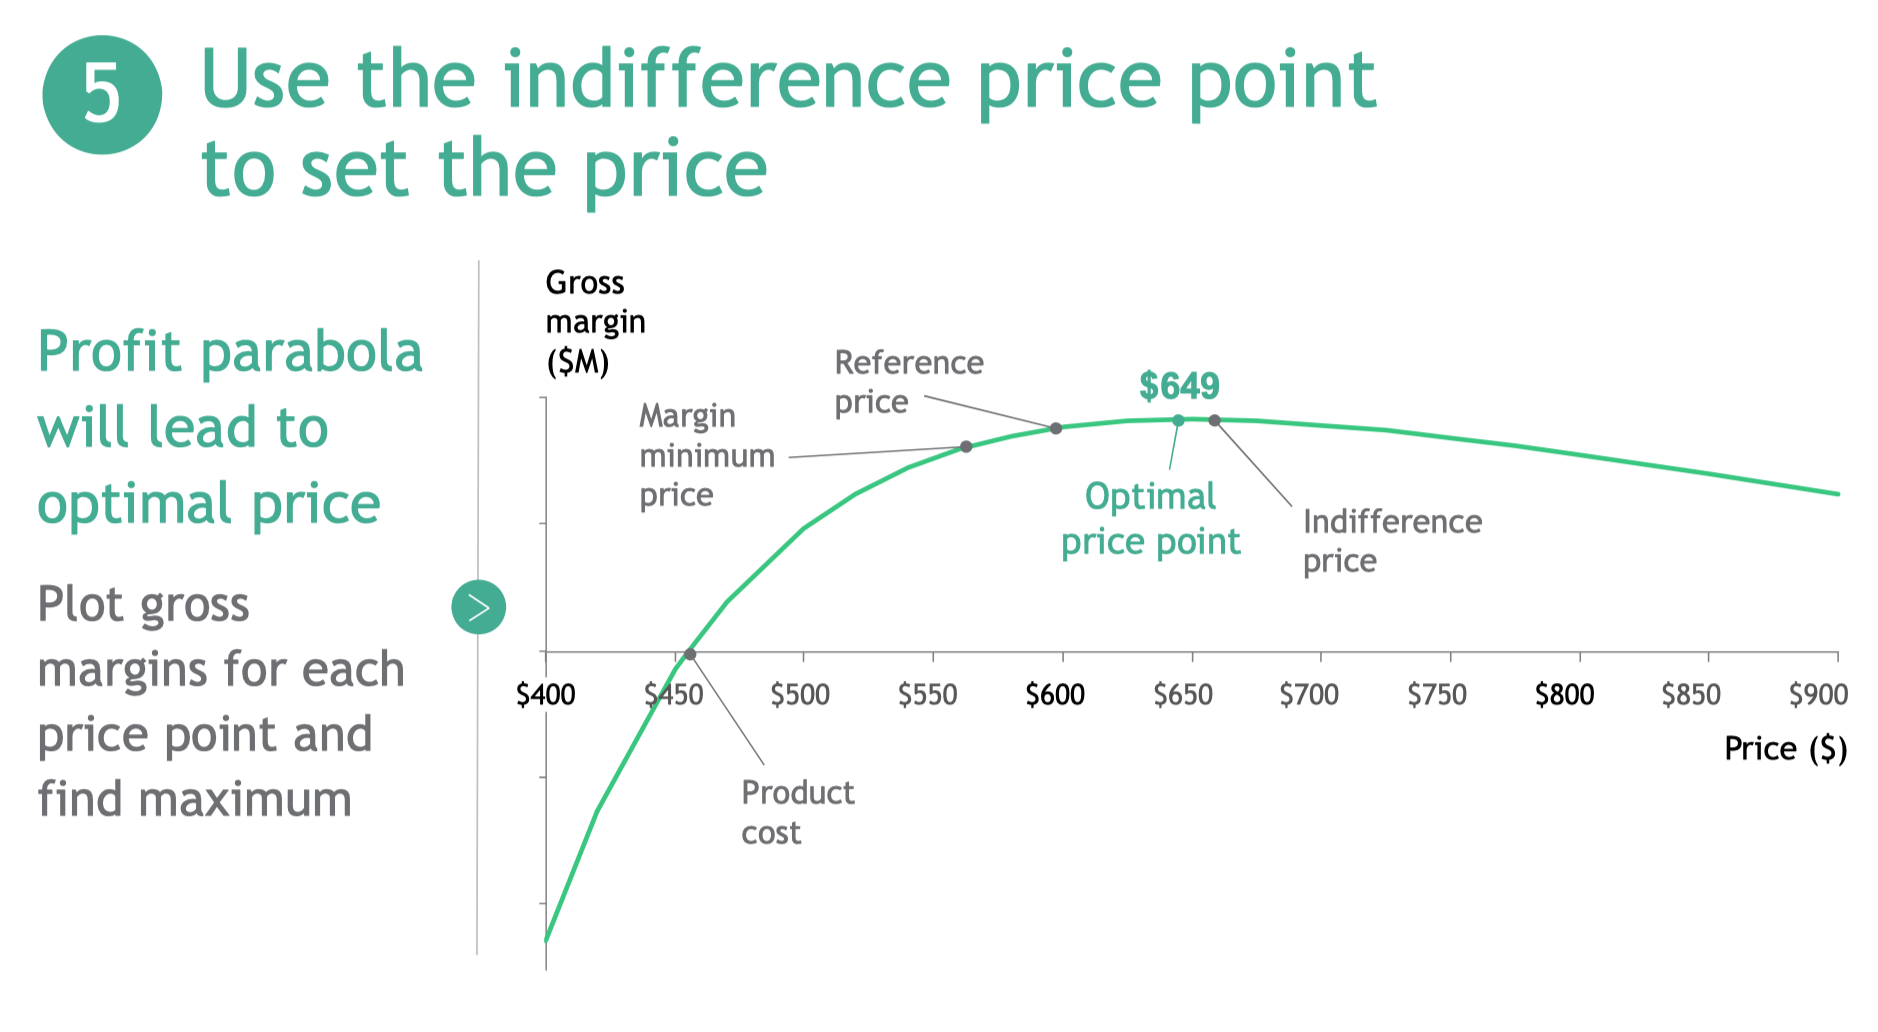 5
Use the indifference price point
to set the price
Profit parabola
will lead to
optimal price
Plot gross
margins for each
price point and
find maximum
>
Gross
margin
($M)
Reference
price
Margin
minimum
price
$649
Optimal
price point
Indifference
price
$400 $450 $500 $550 $600 $650 $700 $750 $800 $850 $900
Price ($)
Product
cost